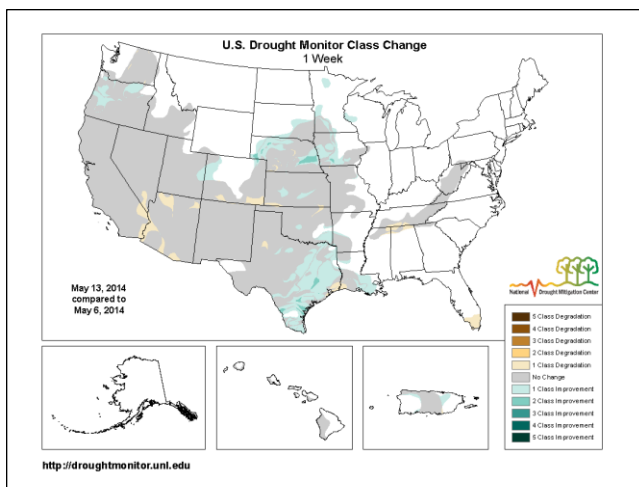 U.S. Drought Monitor Class Change
1 Week
May 13, 2014
compared to
May 6, 2014
National Drought Mitigation Center
5 Class Degradation
4 Class Degradation
3 Class Degradation
2 Class Degradation
1 Class Degradation
No Change
1 Class Improvement
2 Class Improvement
3 Class Improvement
4 Class Improvement
5 Class Improvement
http://droughtmonitor.unl.edu